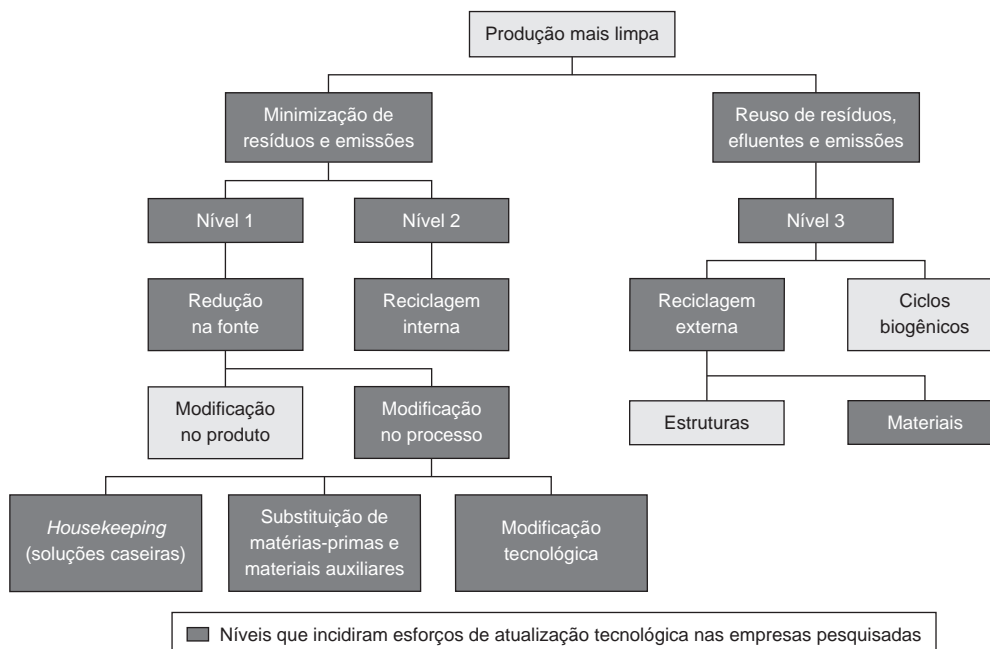 Produção mais limpa
Minimização de
resíduos e emissões
Reuso de resíduos,
efluentes e emissões
Nível 1
Nível 2
Nível 3
Redução
na fonte
Reciclagem
interna
Reciclagem
externa
Ciclos
biogênicos
Modificação
no produto
Modificação
no processo
Estruturas
Materiais
Housekeeping
(soluções caseiras)
Substituição de
matérias-primas e
materiais auxiliares
Modificação
tecnológica
Níveis que incidiram esforços de atualização tecnológica nas empresas pesquisadas